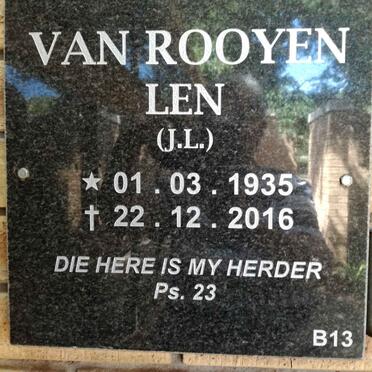 VAN ROOYEN
LEN
(J.L.)
★ 01 . 03 . 1935
† 22 . 12 . 2016
DIE HERE IS MY HERDER
Ps. 23
B13